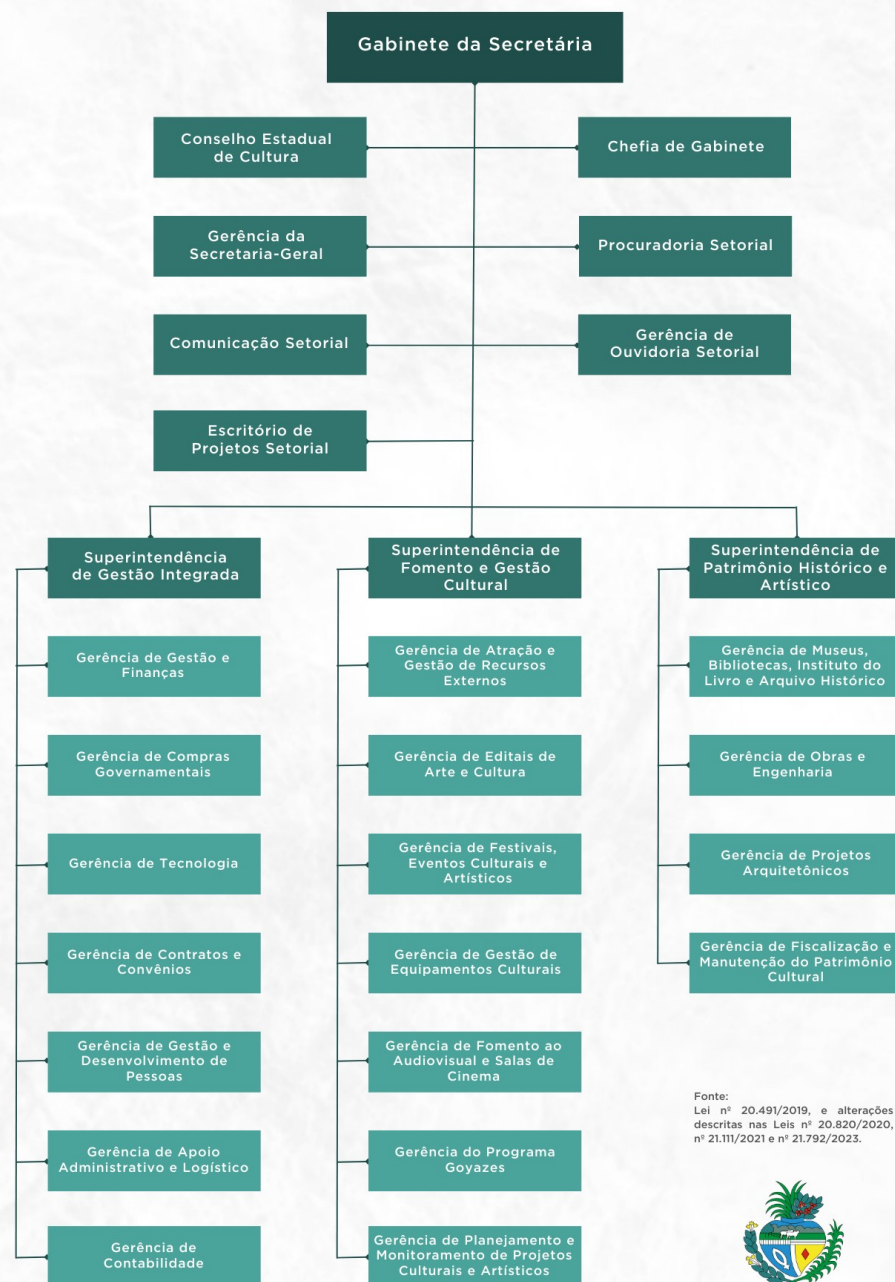 Gabinete da Secretária
Conselho Estadual
de Cultura
Chefia de Gabinete
Gerência da
Secretaria-Geral
Procuradoria Setorial
Comunicação Setorial
Gerência de
Ouvidoria Setorial
Escritório de
Projetos Setorial
Superintendência
de Gestão Integrada
Gerência de Gestão e
Finanças
Gerência de Compras
Governamentais
Gerência de Tecnologia
Gerência de Contratos e
Convênios
Gerência de Gestão e
Desenvolvimento de
Pessoas
Gerência de Apoio
Administrativo e Logístico
Gerência de
Contabilidade
Superintendência de
Fomento e Gestão
Cultural
Gerência de Atração e
Gestão de Recursos
Externos
Gerência de Editais de
Arte e Cultura
Gerência de Festivais,
Eventos Culturais e
Artísticos
Gerência de Gestão de
Equipamentos Culturais
Gerência de Fomento ao
Audiovisual e Salas de
Cinema
Gerência do Programa
Goyazes
Gerência de Planejamento e
Monitoramento de Projetos
Culturais e Artísticos
Superintendência de
Patrimônio Histórico e
Artístico
Gerência de Museus,
Bibliotecas, Instituto do
Livro e Arquivo Histórico
Gerência de Obras e
Engenharia
Gerência de Projetos
Arquitetônicos
Gerência de Fiscalização e
Manutenção do Patrimônio
Cultural
Fonte:
Lei nº 20.491/2019, e alterações
descritas nas Leis nº 20.820/2020,
nº 21.111/2021 e nº 21.792/2023.